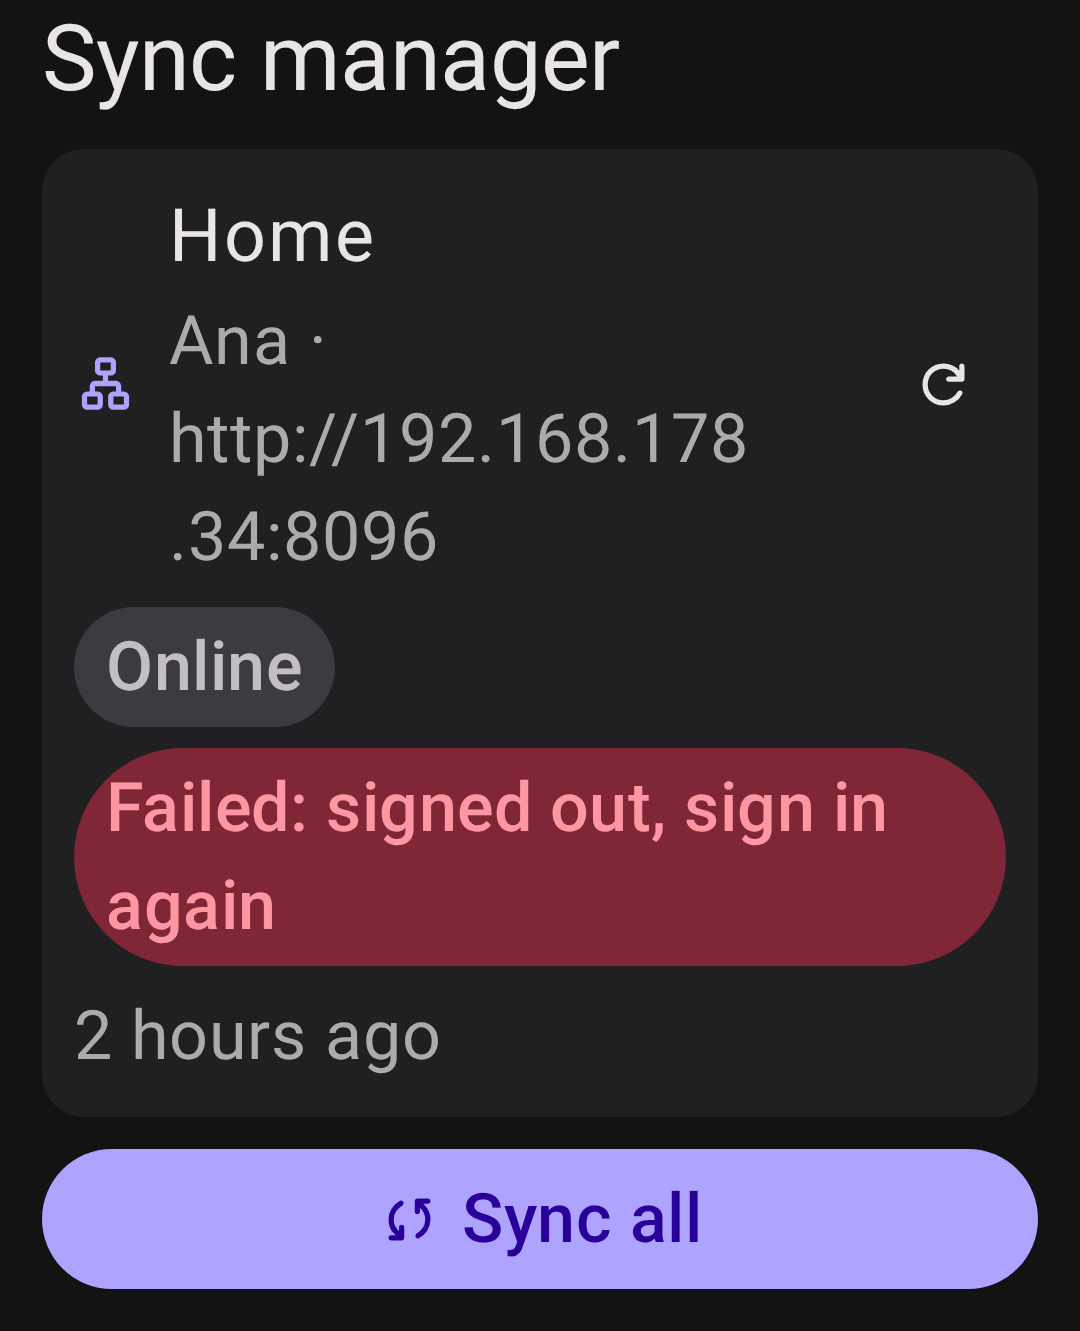 Sync manager
Home
Ana ·
http://192.168.178
.34:8096
Online
Failed: signed out, sign in
again
2 hours ago
Sync all